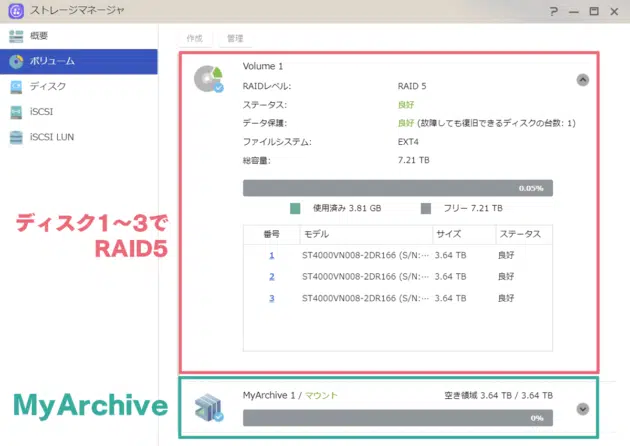 ストレージマネージャ
概要
ボリューム
ディスク
iSCSI
iSCSI LUN
作成 管理
Volume 1
RAIDレベル: RAID 5
ステータス: 良好
データ保護: 良好 (故障しても復旧できるディスクの台数: 1)
ファイルシステム: EXT4
総容量: 7.21 TB
0.05%
使用済み 3.81 GB フリー 7.21 TB
番号 モデル サイズ ステータス
1 ST4000VN008-2DR166 (S/N:… 3.64 TB 良好
2 ST4000VN008-2DR166 (S/N:… 3.64 TB 良好
3 ST4000VN008-2DR166 (S/N:… 3.64 TB 良好
ディスク1〜3で
RAID5
MyArchive
MyArchive 1 / マウント 空き領域 3.64 TB / 3.64 TB
0%